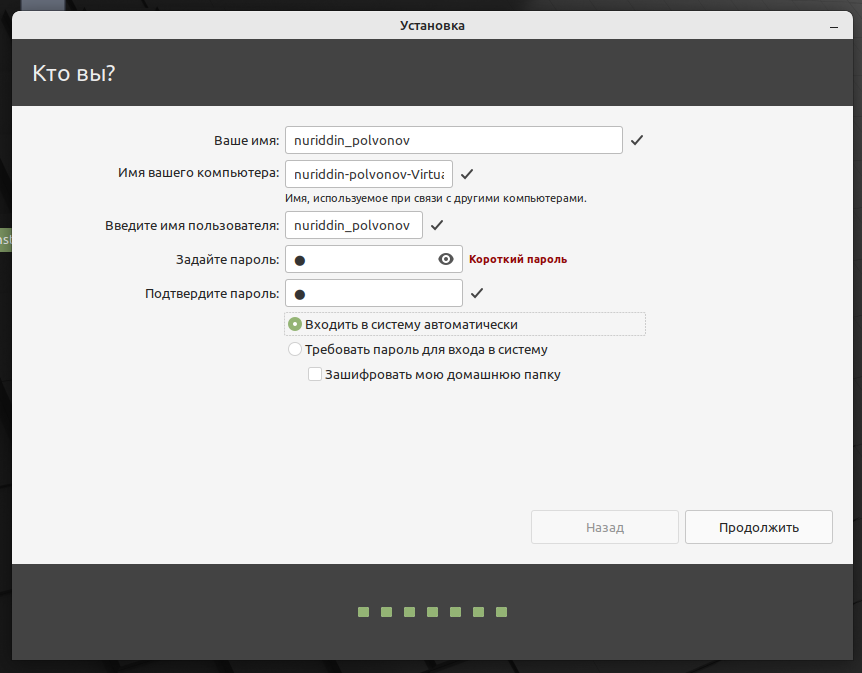 Установка
Кто вы?
Ваше имя: nuriddin_polvonov
Имя вашего компьютера: nuriddin-polvonov-Virtua
Имя, используемое при связи с другими компьютерами.
Введите имя пользователя: nuriddin_polvonov
Задайте пароль: ● Короткий пароль
Подтвердите пароль: ●
Входить в систему автоматически
Требовать пароль для входа в систему
Зашифровать мою домашнюю папку
Назад Продолжить